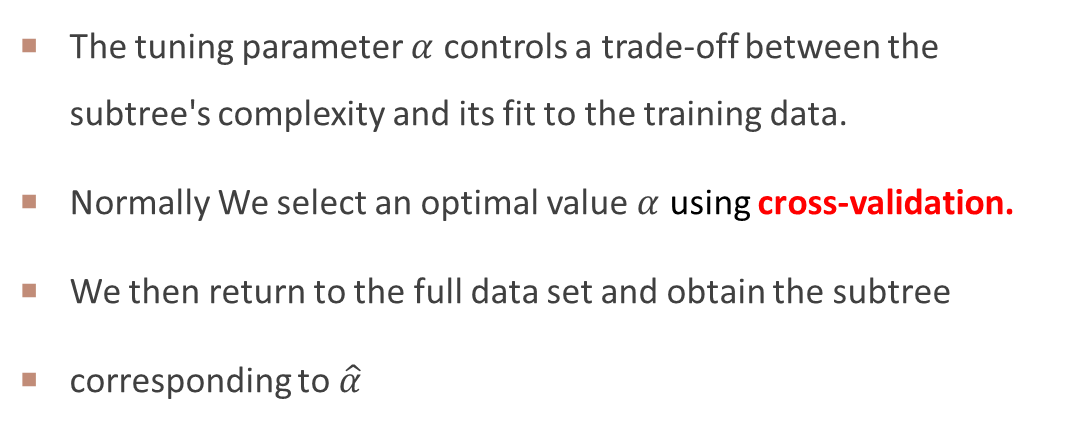 ▪ The tuning parameter α controls a trade-off between the
subtree's complexity and its fit to the training data.
▪ Normally We select an optimal value α using cross-validation.
▪ We then return to the full data set and obtain the subtree
▪ corresponding to α̂